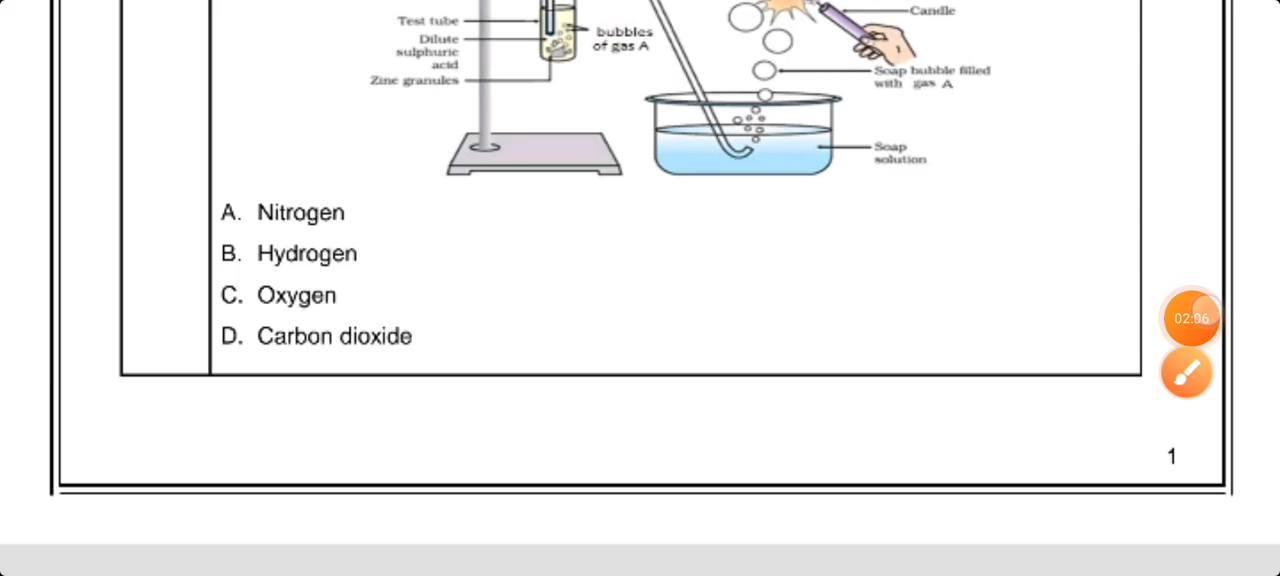 Test tube
Dilute
sulphuric
acid
Zinc granules
bubbles
of gas A
Candle
Soap bubble filled
with gas A
Soap
solution
A. Nitrogen
B. Hydrogen
C. Oxygen
D. Carbon dioxide
02:06
1